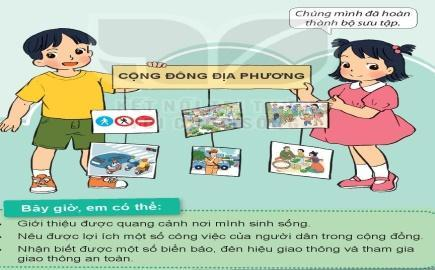 Chúng mình đã hoàn
thành bộ sưu tập.
CỘNG ĐỒNG ĐỊA PHƯƠNG
Bây giờ, em có thể:
Giới thiệu được quang cảnh nơi mình sinh sống.
Nêu được lợi ích một số công việc của người dân trong cộng đồng.
Nhận biết được một số biển báo, đèn hiệu giao thông và tham gia
giao thông an toàn.